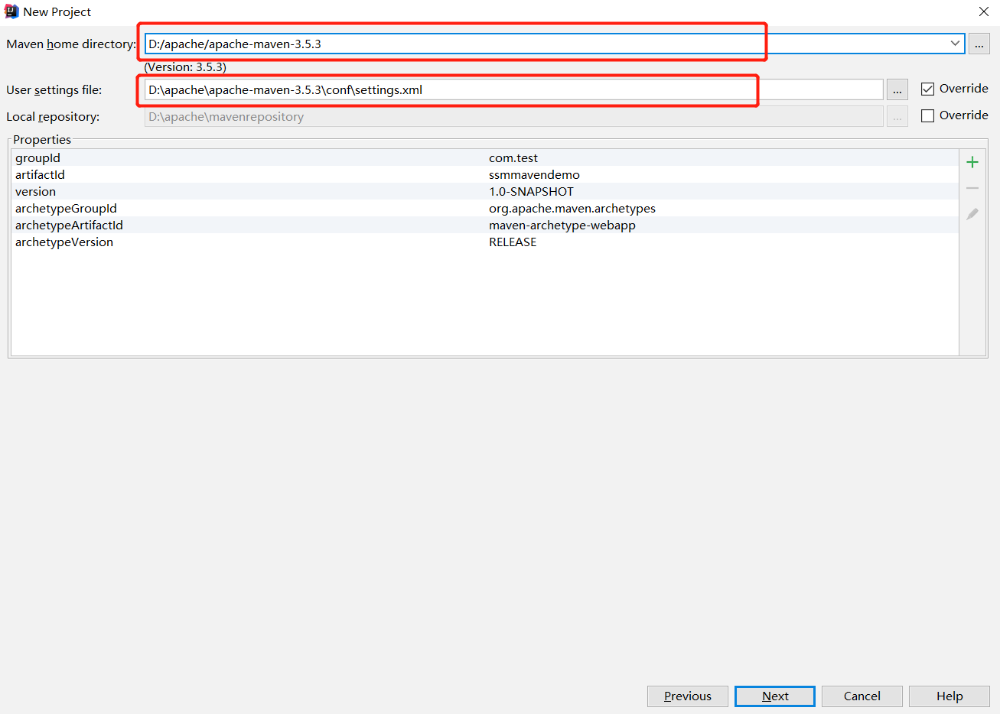 New Project
Maven home directory: D:/apache/apache-maven-3.5.3 ...
(Version: 3.5.3)
User settings file: D:\apache\apache-maven-3.5.3\conf\settings.xml ... Override
Local repository: D:\apache\mavenrepository ... Override
Properties
groupId com.test
artifactId ssmmavendemo
version 1.0-SNAPSHOT
archetypeGroupId org.apache.maven.archetypes
archetypeArtifactId maven-archetype-webapp
archetypeVersion RELEASE
Previous Next Cancel Help